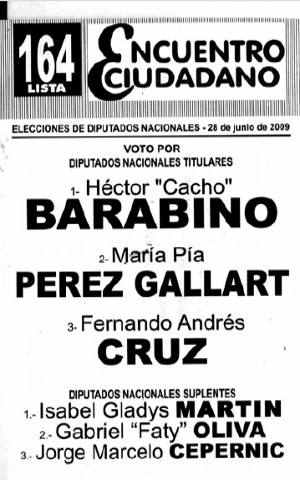 164
LISTA
ENCUENTRO
CIUDADANO
ELECCIONES DE DIPUTADOS NACIONALES - 28 de junio de 2009
VOTO POR
DIPUTADOS NACIONALES TITULARES
1- Héctor "Cacho"
BARABINO
2- María Pía
PEREZ GALLART
3- Fernando Andrés
CRUZ
DIPUTADOS NACIONALES SUPLENTES
1.- Isabel Gladys MARTIN
2.- Gabriel “Faty” OLIVA
3.- Jorge Marcelo CEPERNIC